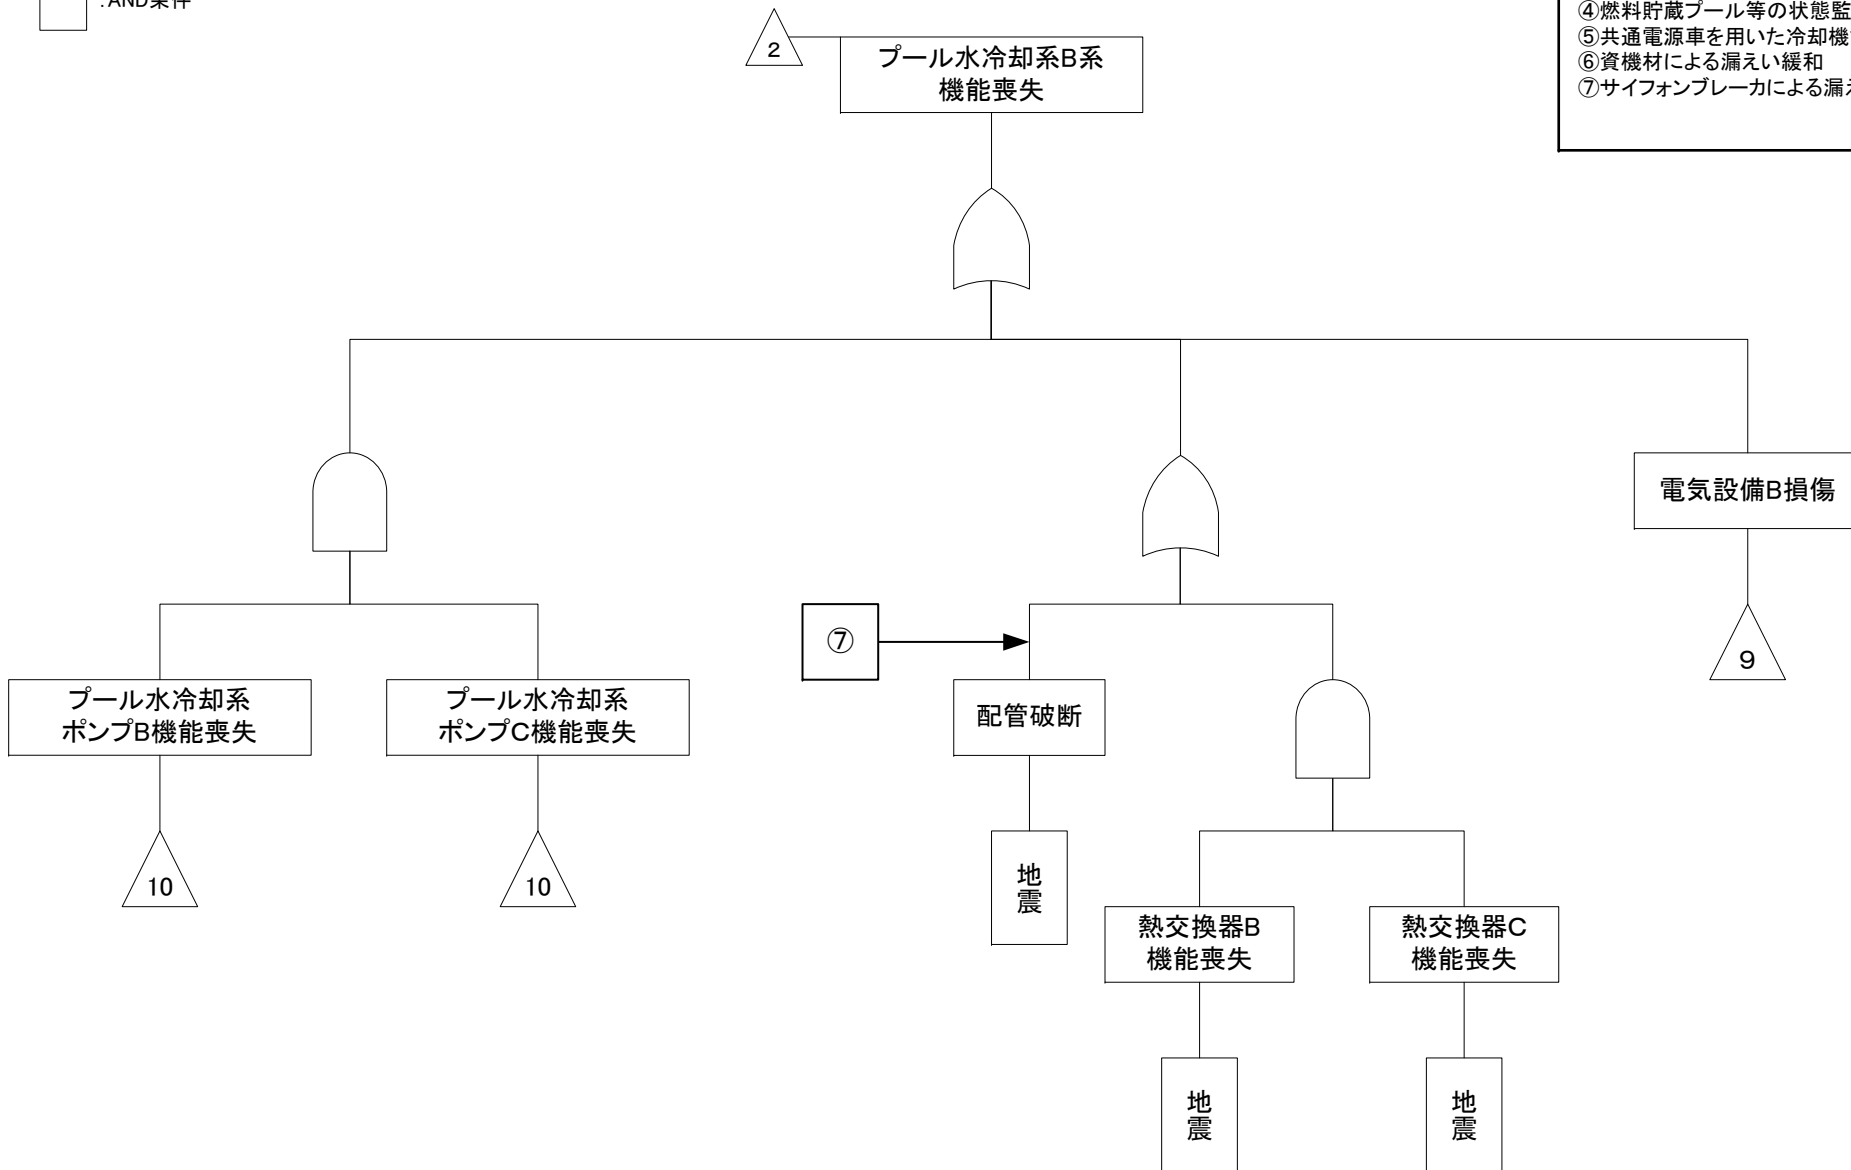 :AND条件
④燃料貯蔵プール等の状態監
⑤共通電源車を用いた冷却機
⑥資機材による漏えい緩和
⑦サイフォンブレーカによる漏
2
プール水冷却系B系
機能喪失
電気設備B損傷
9
⑦
プール水冷却系
ポンプB機能喪失
プール水冷却系
ポンプC機能喪失
配管破断
10
10
地震
熱交換器B
機能喪失
熱交換器C
機能喪失
地震
地震